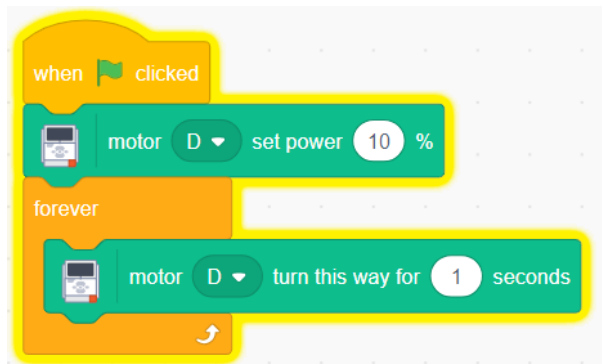 when clicked
motor D set power 10 %
forever
motor D turn this way for 1 seconds